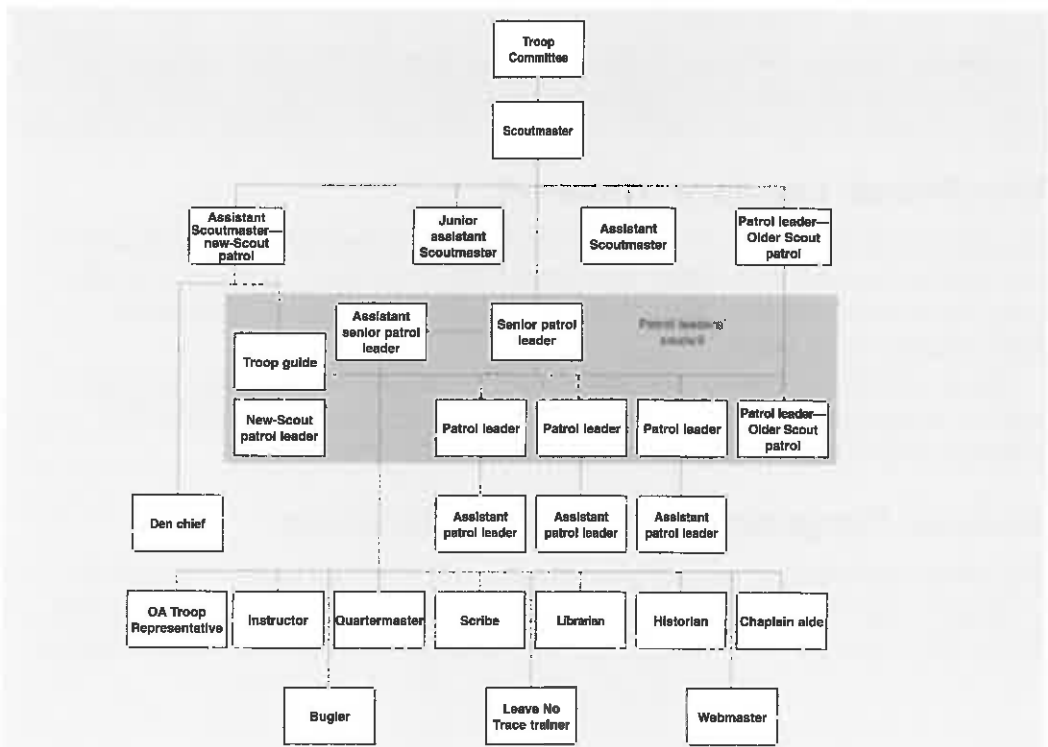 Troop
Committee
Scoutmaster
Assistant
Scoutmaster—
new-Scout
patrol
Junior
assistant
Scoutmaster
Assistant
Scoutmaster
Patrol leader—
Older Scout
patrol
Assistant
senior patrol
leader
Senior patrol
leader
Patrol leaders'
council
Troop guide
New-Scout
patrol leader
Patrol leader
Patrol leader
Patrol leader
Patrol leader—
Older Scout
patrol
Den chief
Assistant
patrol leader
Assistant
patrol leader
Assistant
patrol leader
OA Troop
Representative
Instructor
Quartermaster
Scribe
Librarian
Historian
Chaplain aide
Bugler
Leave No
Trace trainer
Webmaster